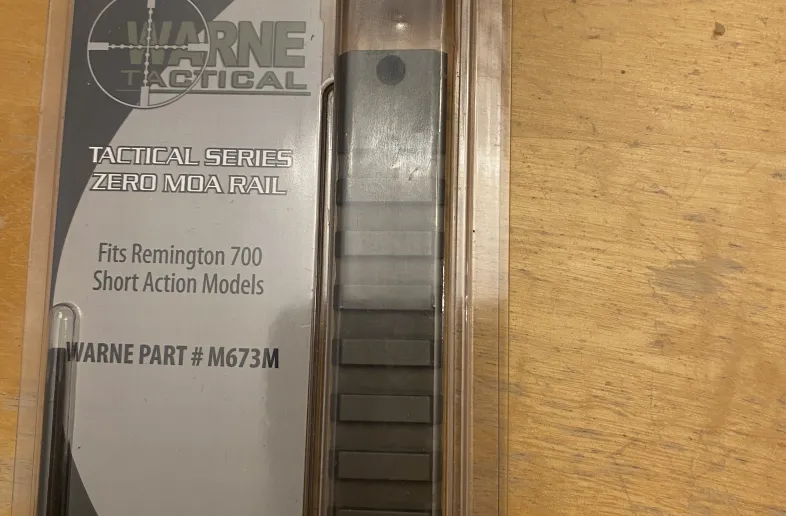 WARNE
TACTICAL
TACTICAL SERIES
ZERO MOA RAIL
Fits Remington 700
Short Action Models
WARNE PART # M673M